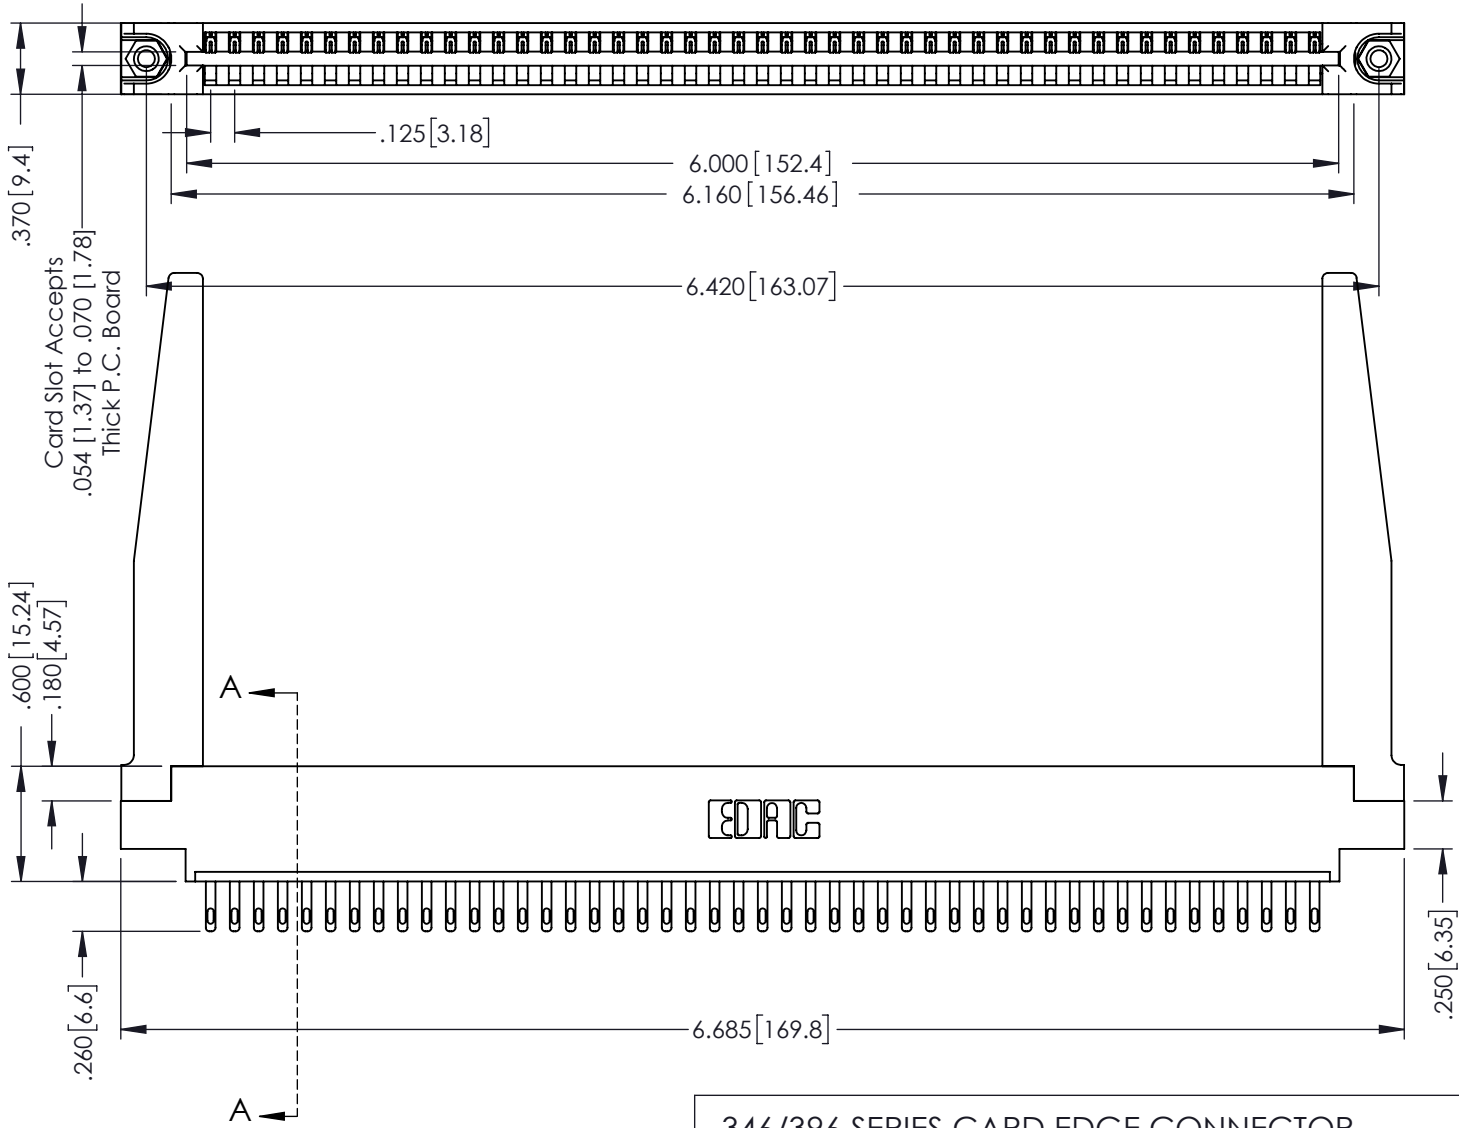 .125[3.18]
6.000[152.4]
6.160[156.46]
.370[9.4]
Card Slot Accepts
.054 [1.37] to .070 [1.78]
Thick P.C. Board
6.420[163.07]
.600[15.24]
.180[4.57]
A
EDAC
.260[6.6]
.250[6.35]
6.685[169.8]
A
346/396 SERIES CARD EDGE CONNECTOR